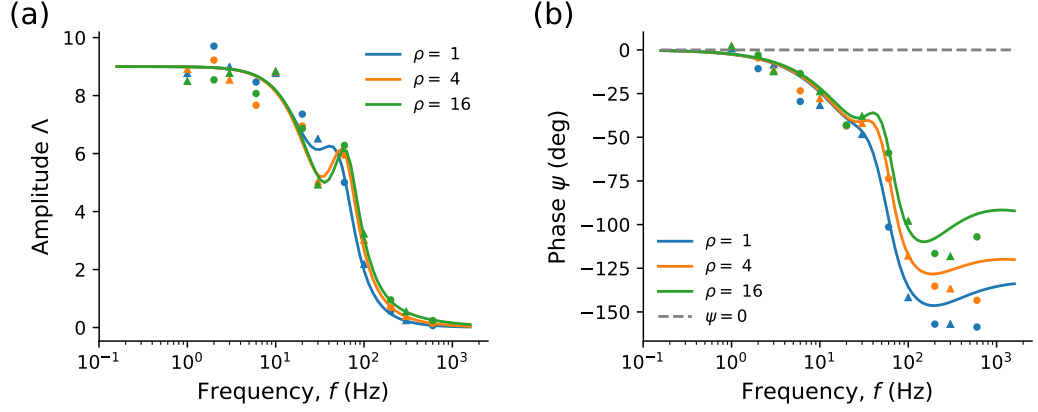 (a)
10
8
6
4
2
0
Amplitude Λ
ρ = 1
ρ = 4
ρ = 16
10⁻¹ 10⁰ 10¹ 10² 10³
Frequency, f (Hz)
(b)
0
−25
−50
−75
−100
−125
−150
Phase ψ (deg)
ρ = 1
ρ = 4
ρ = 16
ψ = 0
10⁻¹ 10⁰ 10¹ 10² 10³
Frequency, f (Hz)